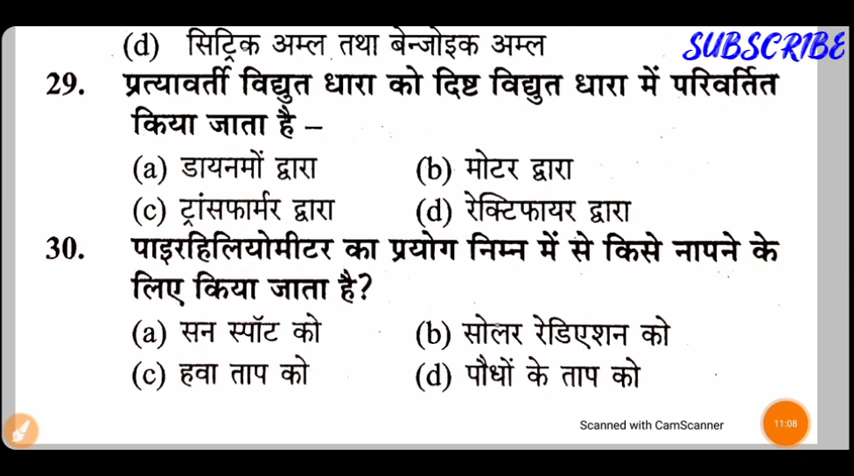 (d) सिट्रिक अम्ल तथा बेन्जोइक अम्ल
SUBSCRIBE
29. प्रत्यावर्ती विद्युत धारा को दिष्ट विद्युत धारा में परिवर्तित
किया जाता है –
(a) डायनमों द्वारा (b) मोटर द्वारा
(c) ट्रांसफार्मर द्वारा (d) रेक्टिफायर द्वारा
30. पाइरहिलियोमीटर का प्रयोग निम्न में से किसे नापने के
लिए किया जाता है?
(a) सन स्पॉट को (b) सोलर रेडिएशन को
(c) हवा ताप को (d) पौधों के ताप को
Scanned with CamScanner
11:08